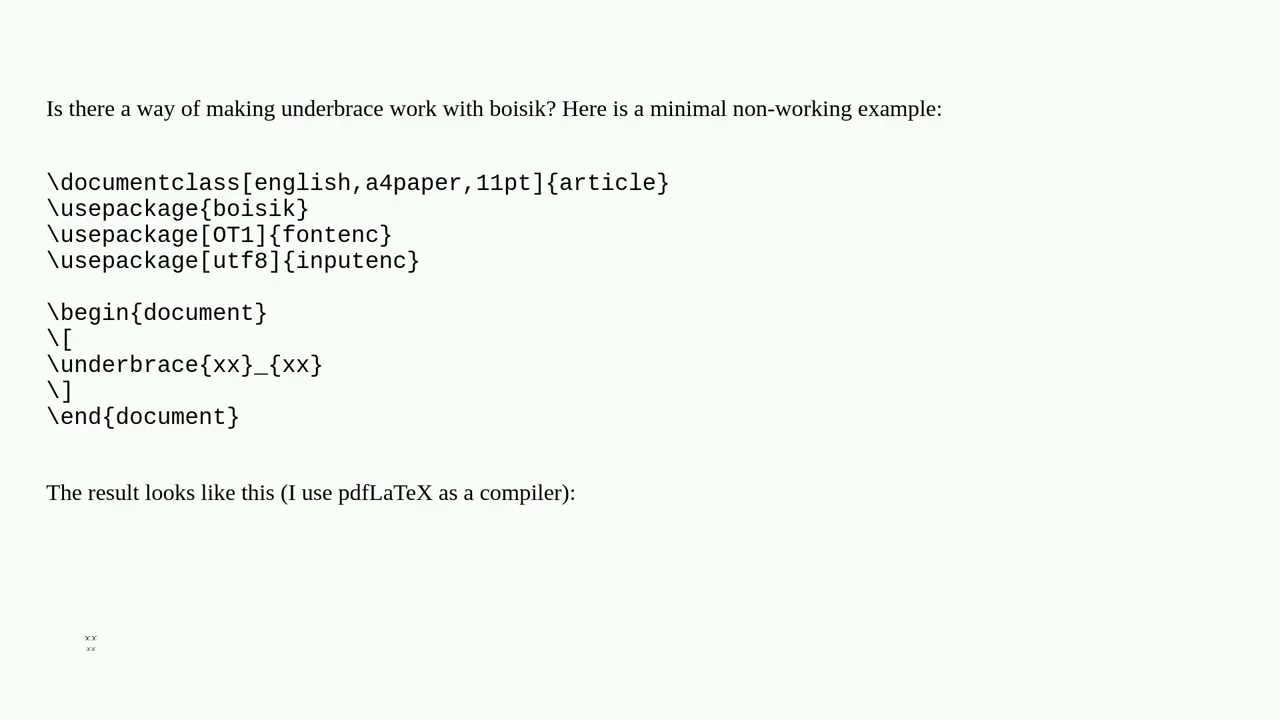 Is there a way of making underbrace work with boisik? Here is a minimal non-working example:
\documentclass[english,a4paper,11pt]{article}
\usepackage{boisik}
\usepackage[OT1]{fontenc}
\usepackage[utf8]{inputenc}
\begin{document}
\[
\underbrace{xx}_{xx}
\]
\end{document}
The result looks like this (I use pdfLaTeX as a compiler):
xx
xx